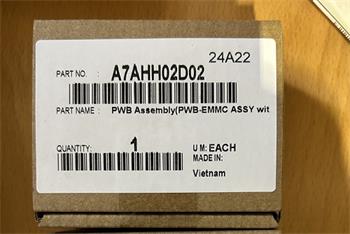 24A22
PART NO. : A7AHH02D02
PART NAME : PWB Assembly(PWB-EMMC ASSY wit
QUANTITY: 1 U M: EACH
MADE IN:
Vietnam